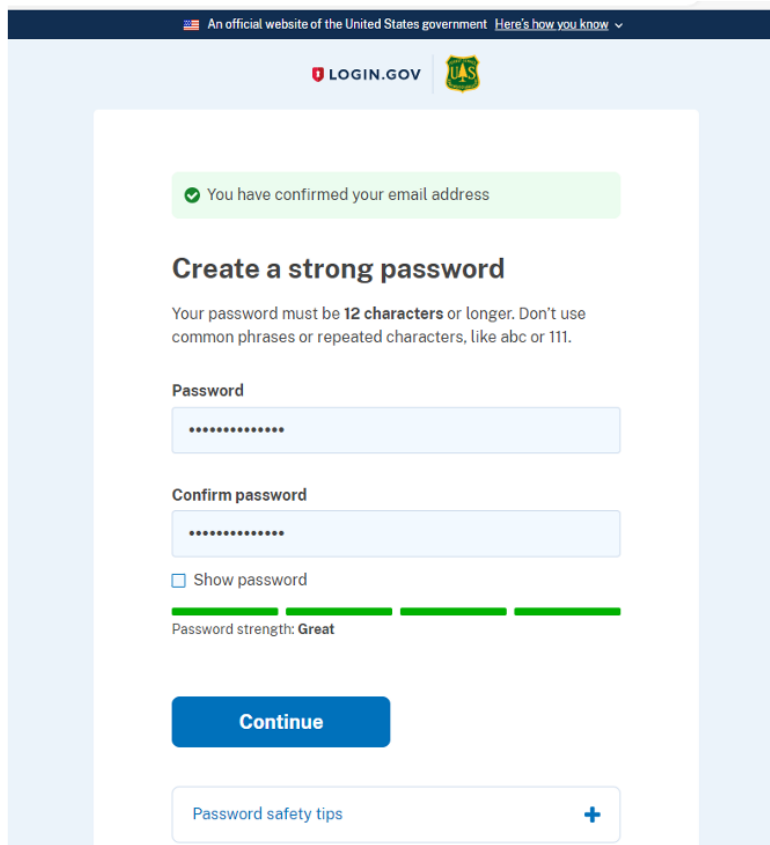 An official website of the United States government Here's how you know
LOGIN.GOV UAS
You have confirmed your email address
Create a strong password
Your password must be 12 characters or longer. Don't use
common phrases or repeated characters, like abc or 111.
Password
••••••••••••••
Confirm password
••••••••••••••
Show password
Password strength: Great
Continue
Password safety tips